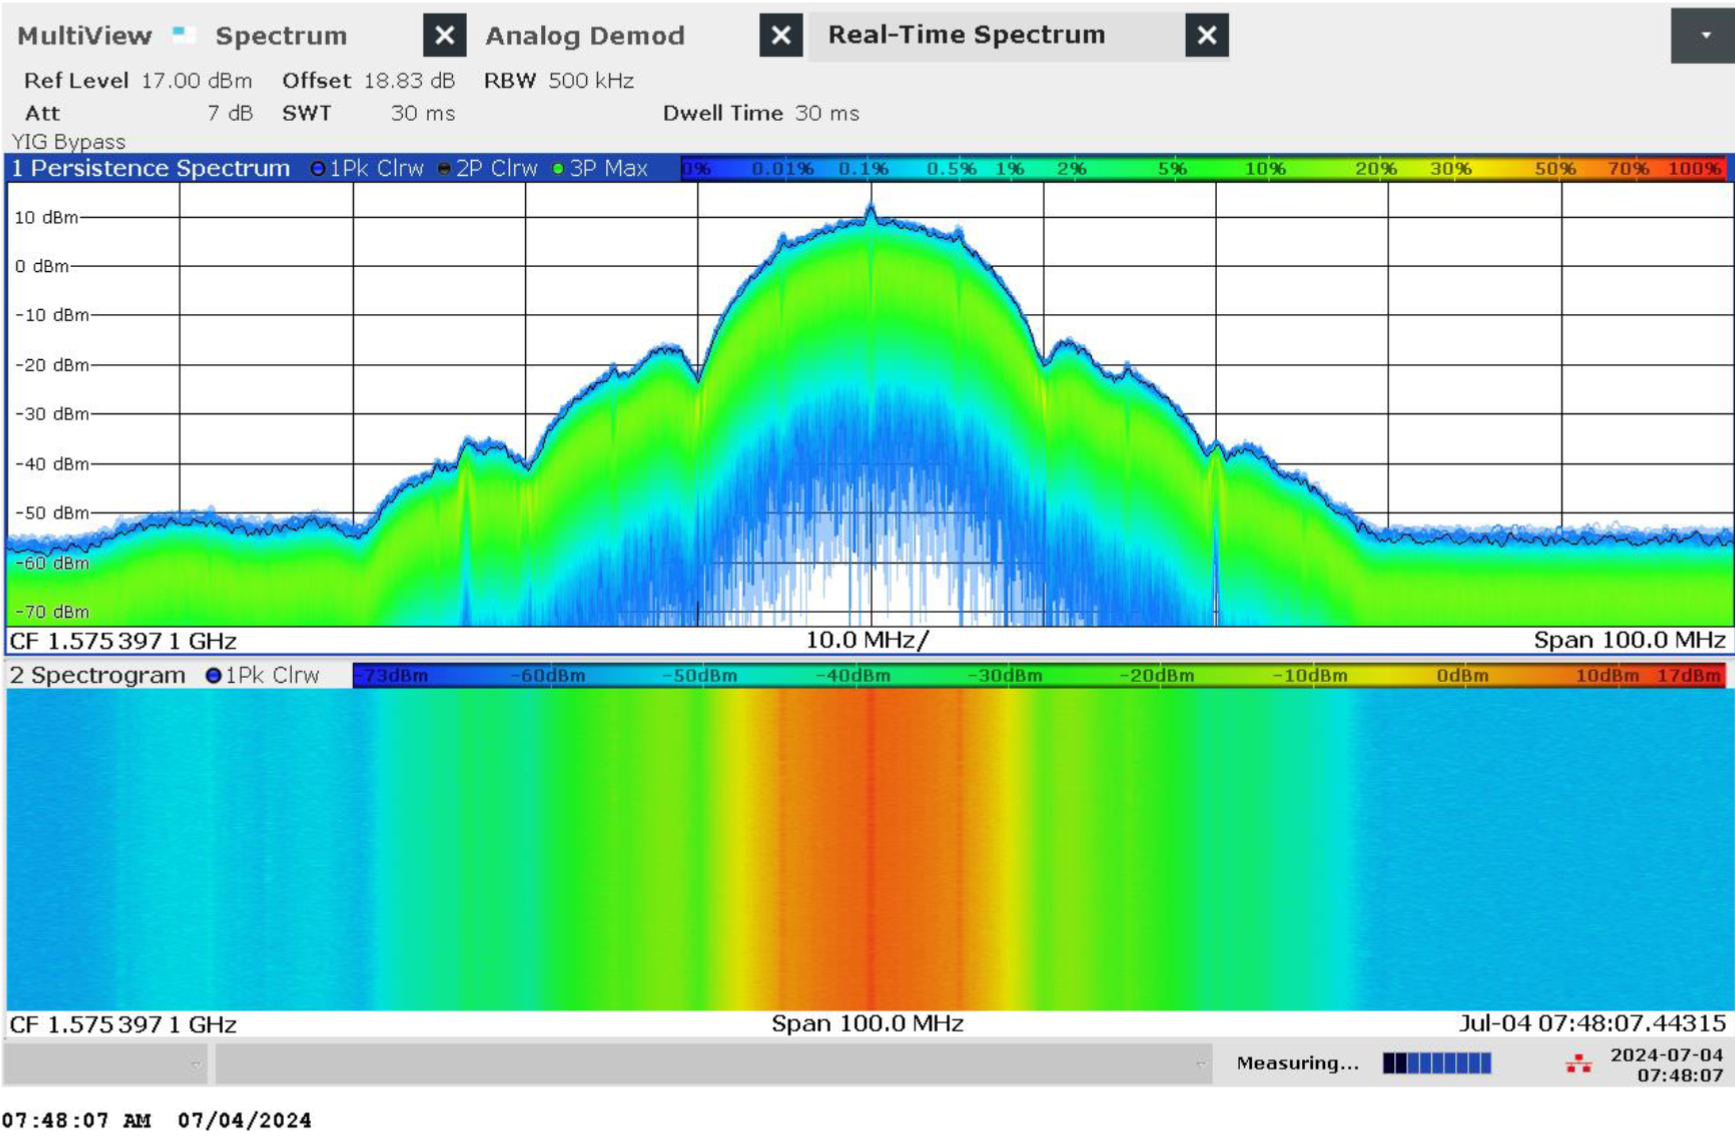 MultiView Spectrum X Analog Demod X Real-Time Spectrum X
Ref Level 17.00 dBm Offset 18.83 dB RBW 500 kHz
Att 7 dB SWT 30 ms Dwell Time 30 ms
YIG Bypass
1 Persistence Spectrum 1Pk Clrw 2P Clrw 3P Max 0% 0.01% 0.1% 0.5% 1% 2% 5% 10% 20% 30% 50% 70% 100%
10 dBm
0 dBm
-10 dBm
-20 dBm
-30 dBm
-40 dBm
-50 dBm
-60 dBm
-70 dBm
CF 1.575 397 1 GHz 10.0 MHz/ Span 100.0 MHz
2 Spectrogram 1Pk Clrw -73dBm -60dBm -50dBm -40dBm -30dBm -20dBm -10dBm 0dBm 10dBm 17dBm
CF 1.575 397 1 GHz Span 100.0 MHz Jul-04 07:48:07.44315
Measuring... 2024-07-04
07:48:07
07:48:07 AM 07/04/2024